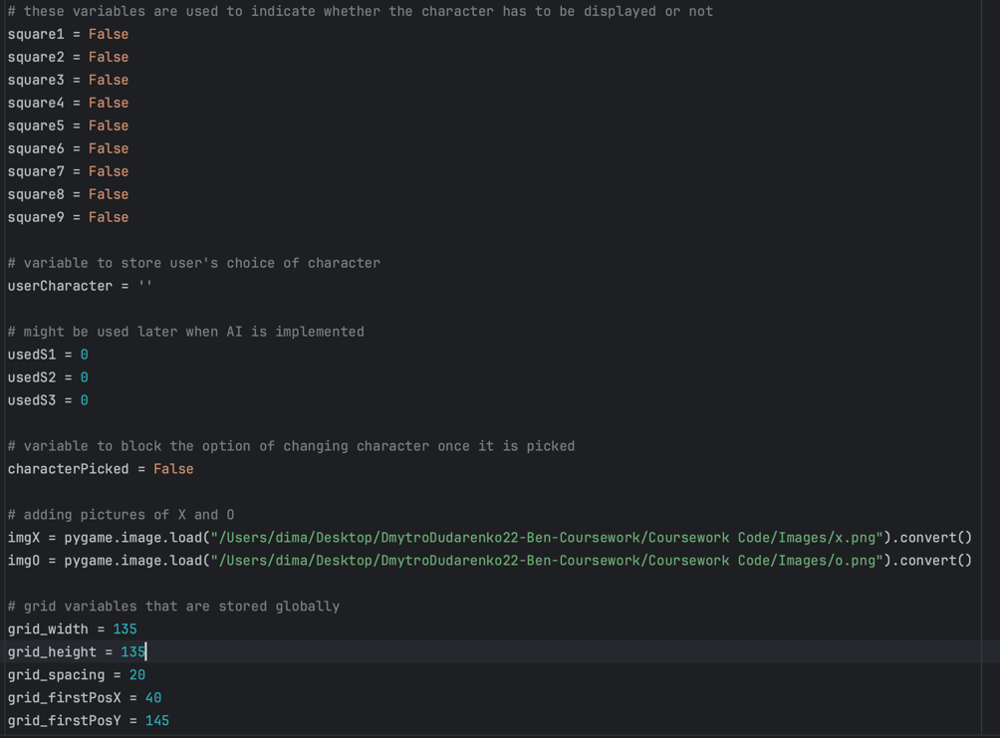 # these variables are used to indicate whether the character has to be displayed or not
square1 = False
square2 = False
square3 = False
square4 = False
square5 = False
square6 = False
square7 = False
square8 = False
square9 = False
# variable to store user's choice of character
userCharacter = ''
# might be used later when AI is implemented
usedS1 = 0
usedS2 = 0
usedS3 = 0
# variable to block the option of changing character once it is picked
characterPicked = False
# adding pictures of X and O
imgX = pygame.image.load("/Users/dima/Desktop/DmytroDudarenko22-Ben-Coursework/Coursework Code/Images/x.png").convert()
imgO = pygame.image.load("/Users/dima/Desktop/DmytroDudarenko22-Ben-Coursework/Coursework Code/Images/o.png").convert()
# grid variables that are stored globally
grid_width = 135
grid_height = 135
grid_spacing = 20
grid_firstPosX = 40
grid_firstPosY = 145